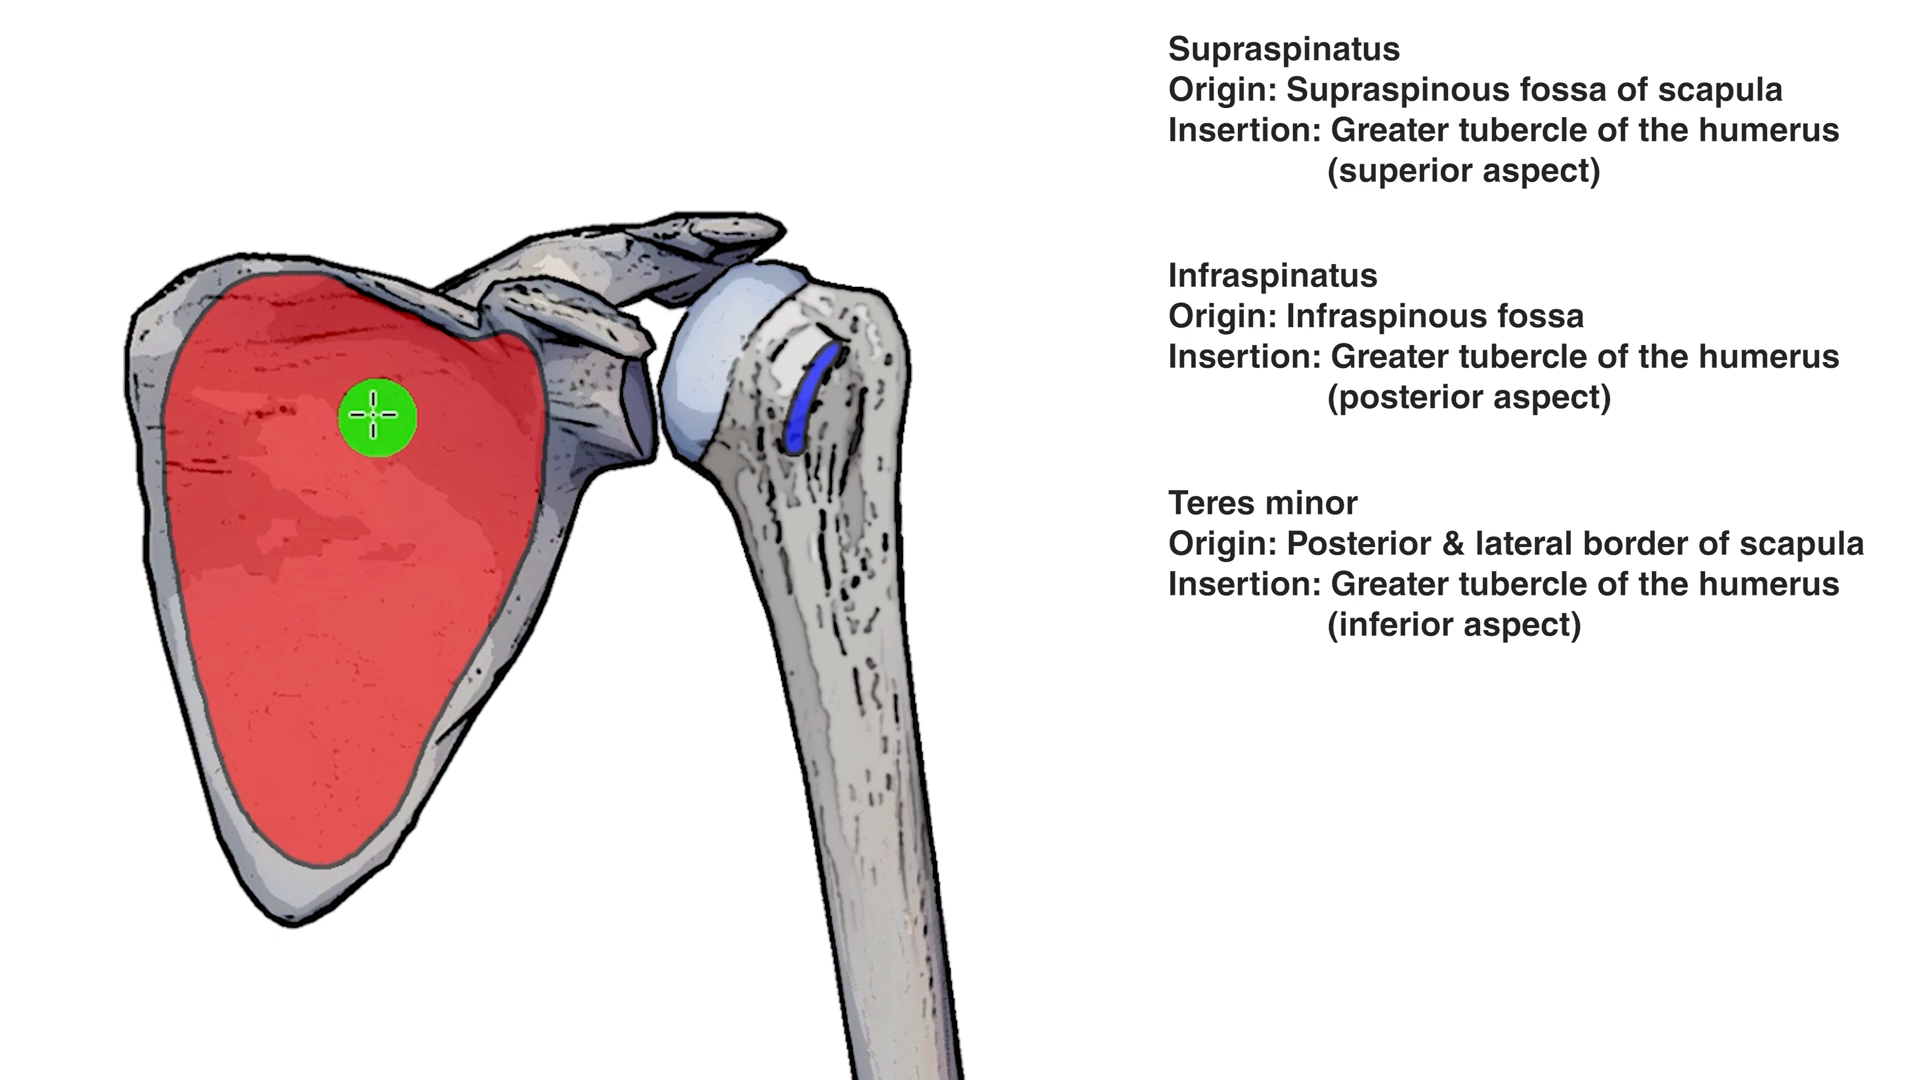 Supraspinatus
Origin: Supraspinous fossa of scapula
Insertion: Greater tubercle of the humerus
(superior aspect)
Infraspinatus
Origin: Infraspinous fossa
Insertion: Greater tubercle of the humerus
(posterior aspect)
Teres minor
Origin: Posterior & lateral border of scapula
Insertion: Greater tubercle of the humerus
(inferior aspect)